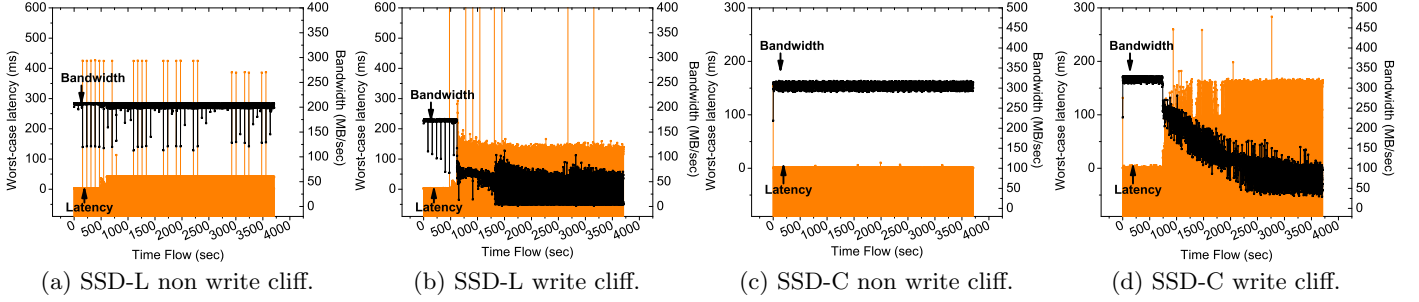 600
500
400
300
200
100
0
Worst-case latency (ms)
400
350
300
250
200
150
100
50
0
Bandwidth (MB/sec)
Bandwidth
Latency
0 500 1000 1500 2000 2500 3000 3500 4000
Time Flow (sec)
(a) SSD-L non write cliff.
600
500
400
300
200
100
0
Worst-case latency (ms)
400
350
300
250
200
150
100
50
0
Bandwidth (MB/sec)
Bandwidth
Latency
0 500 1000 1500 2000 2500 3000 3500 4000
Time Flow (sec)
(b) SSD-L write cliff.
300
200
100
0
Worst-case latency (ms)
500
450
400
350
300
250
200
150
100
50
0
Bandwidth (MB/sec)
Bandwidth
Latency
0 500 1000 1500 2000 2500 3000 3500 4000
Time Flow (sec)
(c) SSD-C non write cliff.
300
200
100
0
Worst-case latency (ms)
500
450
400
350
300
250
200
150
100
50
0
Bandwidth (MB/sec)
Bandwidth
Latency
0 500 1000 1500 2000 2500 3000 3500 4000
Time Flow (sec)
(d) SSD-C write cliff.